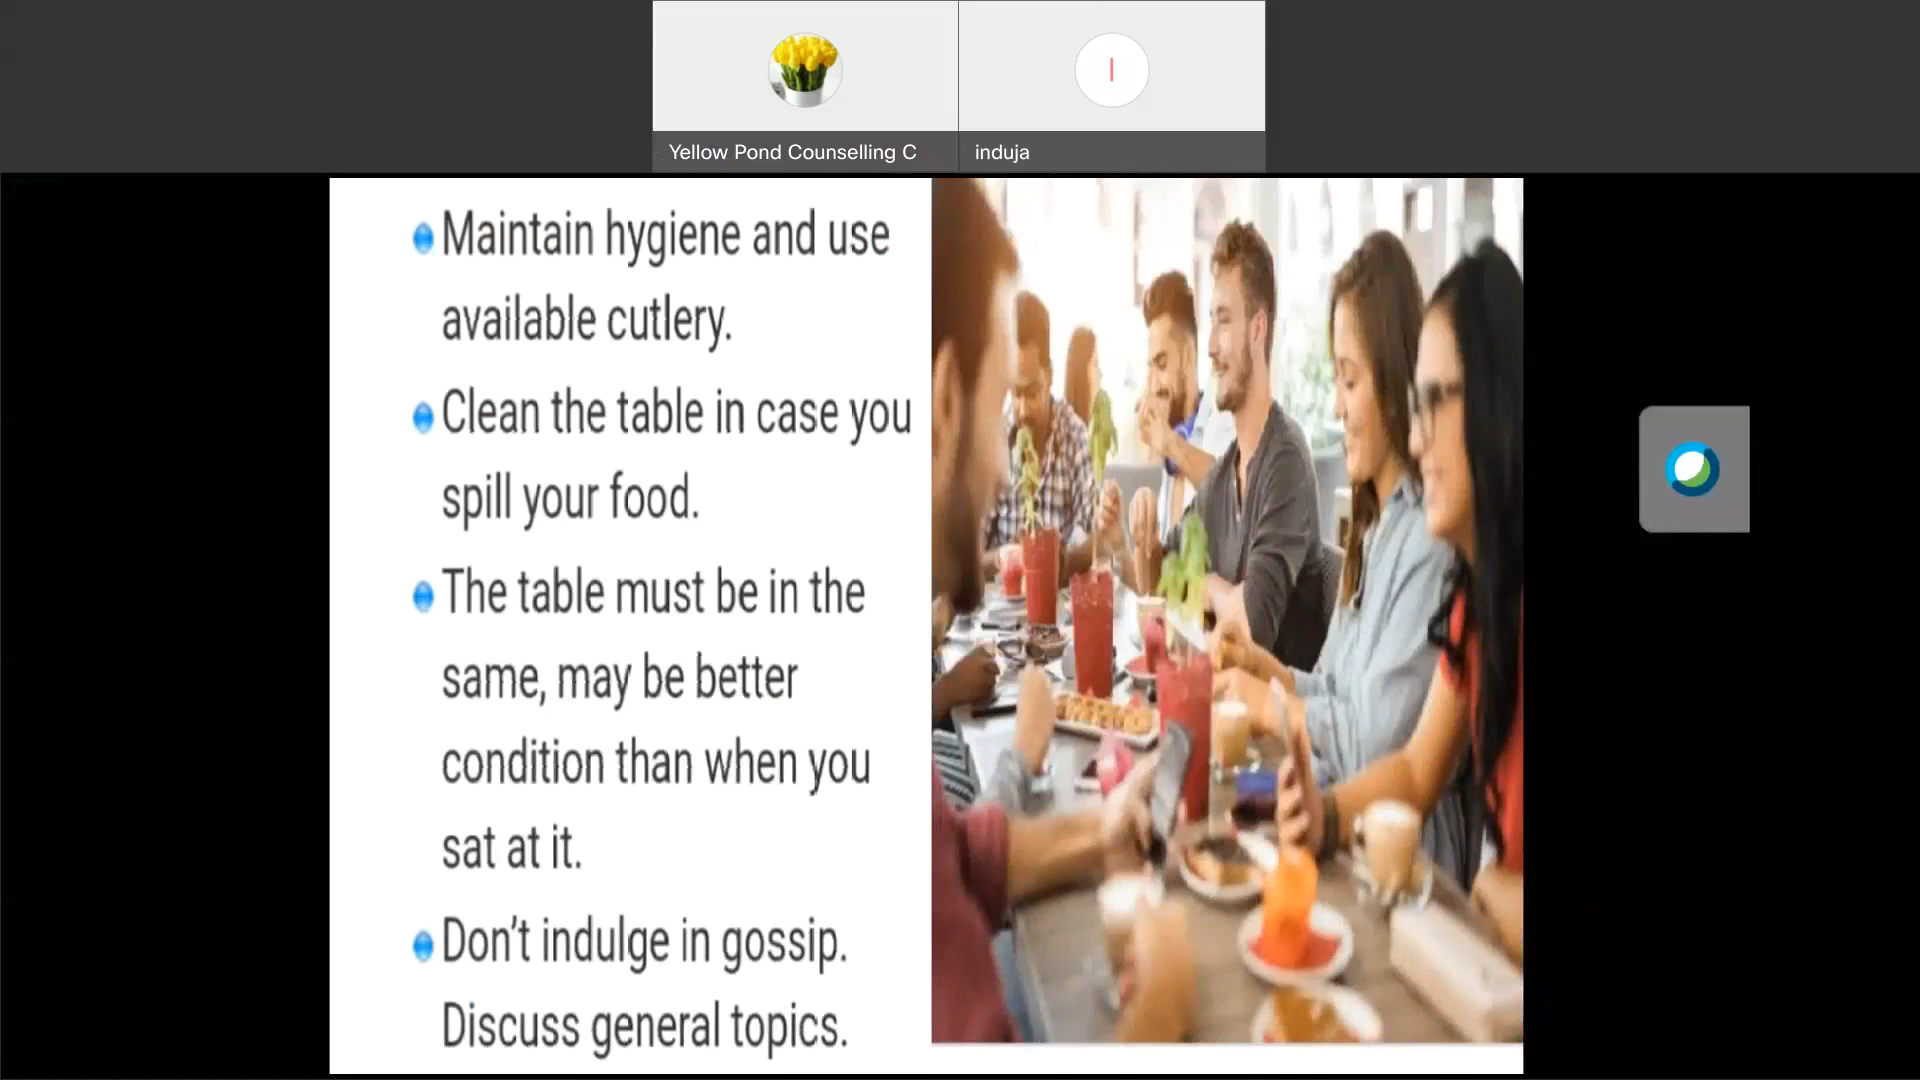 Yellow Pond Counselling C
I
induja
Maintain hygiene and use
available cutlery.
Clean the table in case you
spill your food.
The table must be in the
same, may be better
condition than when you
sat at it.
Don’t indulge in gossip.
Discuss general topics.